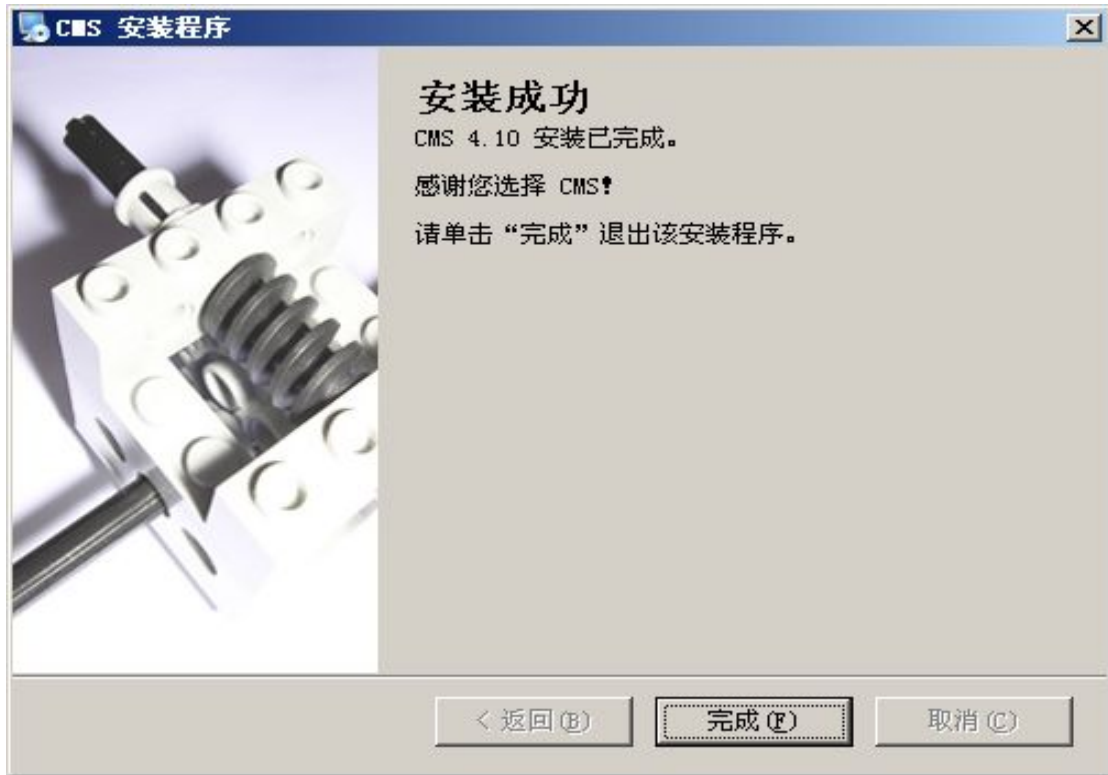 CMS 安装程序
安装成功
CMS 4.10 安装已完成。
感谢您选择 CMS!
请单击“完成”退出该安装程序。
< 返回(B)
完成(F)
取消(C)